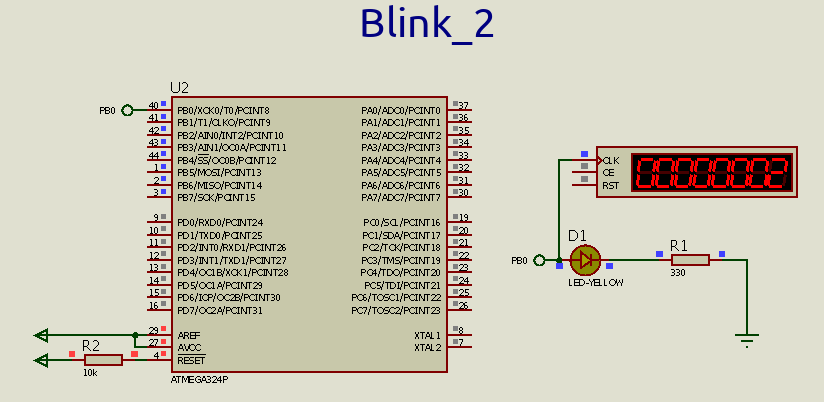 Blink_2
U2
PB0
40 PB0/XCK0/T0/PCINT8
41 PB1/T1/CLKO/PCINT9
42 PB2/AIN0/INT2/PCINT10
43 PB3/AIN1/OC0A/PCINT11
44 PB4/SS/OC0B/PCINT12
1 PB5/MOSI/PCINT13
2 PB6/MISO/PCINT14
3 PB7/SCK/PCINT15
9 PD0/RXD0/PCINT24
10 PD1/TXD0/PCINT25
11 PD2/INT0/RXD1/PCINT26
12 PD3/INT1/TXD1/PCINT27
13 PD4/OC1B/XCK1/PCINT28
14 PD5/OC1A/PCINT29
15 PD6/ICP/OC2B/PCINT30
16 PD7/OC2A/PCINT31
29 AREF
27 AVCC
4 RESET
PA0/ADC0/PCINT0 37
PA1/ADC1/PCINT1 36
PA2/ADC2/PCINT2 35
PA3/ADC3/PCINT3 34
PA4/ADC4/PCINT4 33
PA5/ADC5/PCINT5 32
PA6/ADC6/PCINT6 31
PA7/ADC7/PCINT7 30
PC0/SCL/PCINT16 19
PC1/SDA/PCINT17 20
PC2/TCK/PCINT18 21
PC3/TMS/PCINT19 22
PC4/TDO/PCINT20 23
PC5/TDI/PCINT21 24
PC6/TOSC1/PCINT22 25
PC7/TOSC2/PCINT23 26
XTAL1 8
XTAL2 7
ATMEGA324P
R2
10k
CLK
CE
RST
00000002
PB0
D1
LED-YELLOW
R1
330